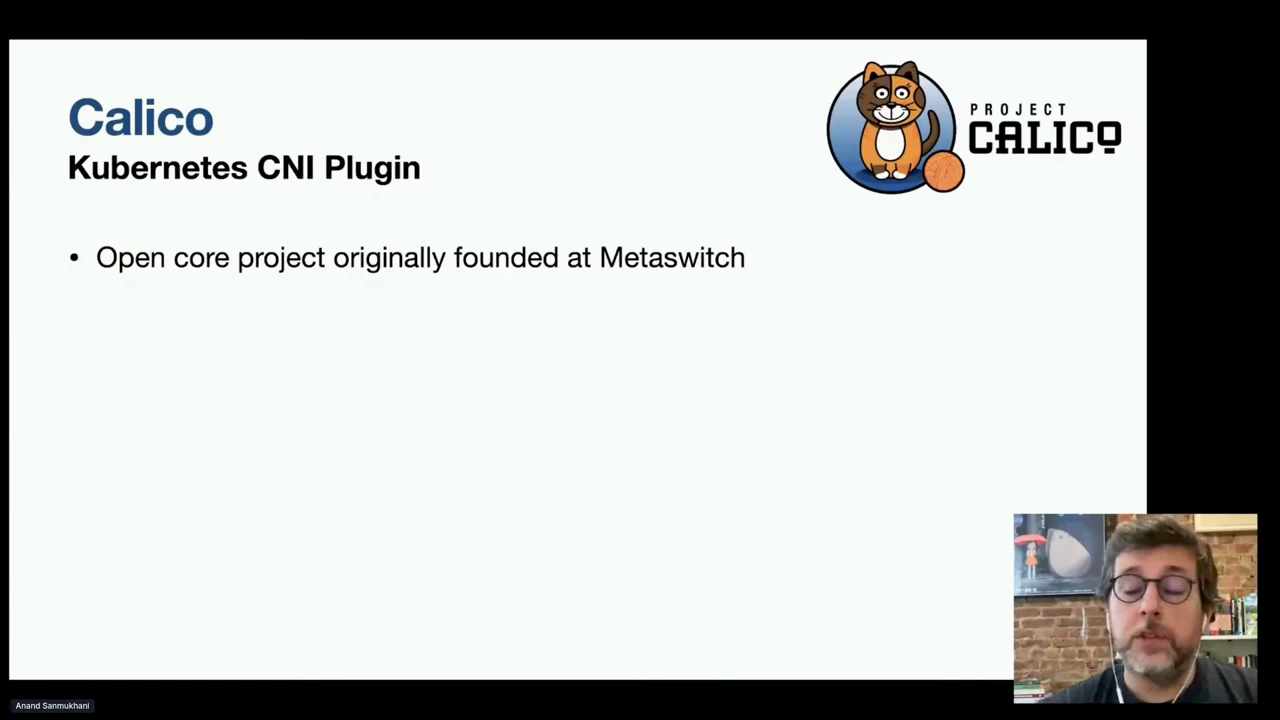 Calico
Kubernetes CNI Plugin
PROJECT
CALICO
• Open core project originally founded at Metaswitch
Anand Sanmukhani